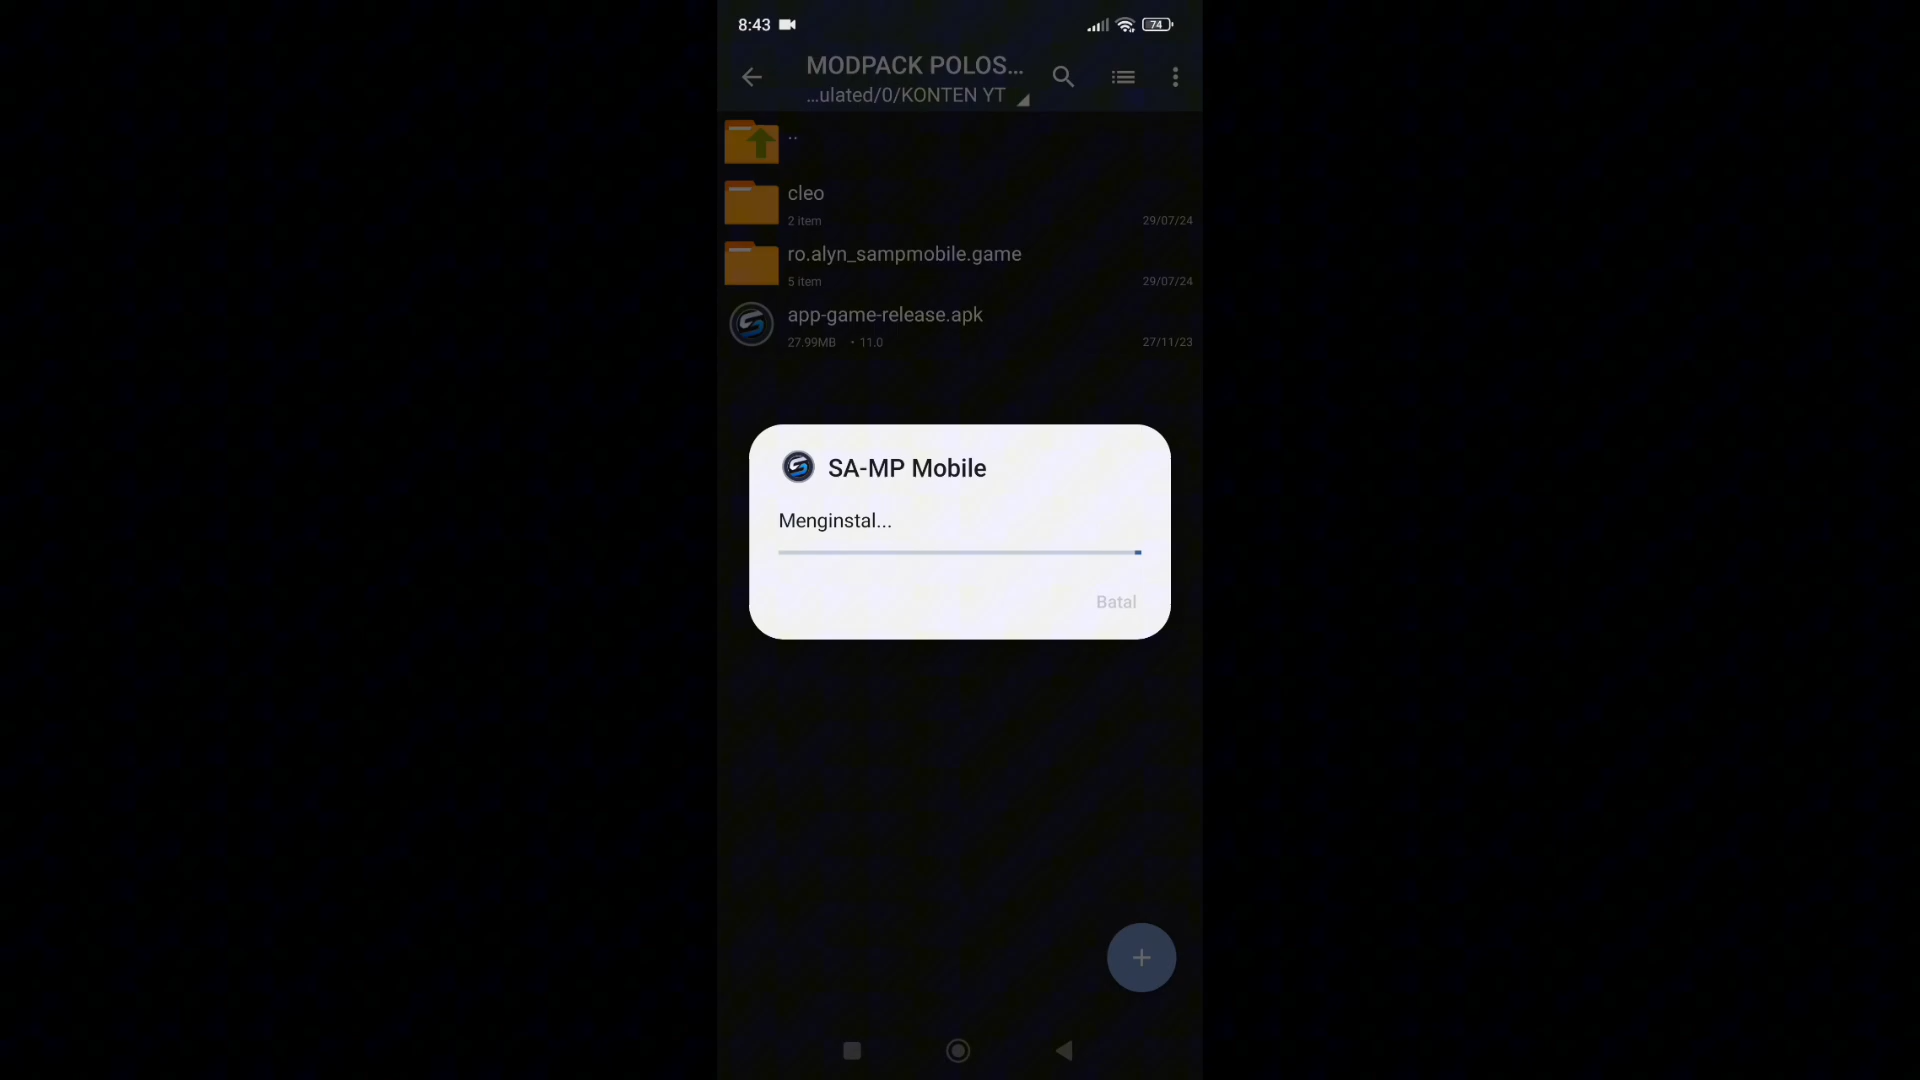 8:43
74
MODPACK POLOS...
...ulated/0/KONTEN YT
..
cleo
2 item
29/07/24
ro.alyn_sampmobile.game
5 item
29/07/24
app-game-release.apk
27.99MB • 11.0
27/11/23
SA-MP Mobile
Menginstal...
Batal